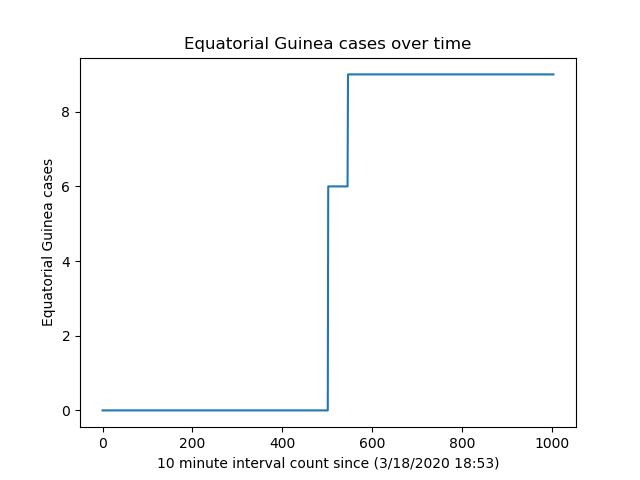 Equatorial Guinea cases over time
Equatorial Guinea cases
8
6
4
2
0
0 200 400 600 800 1000
10 minute interval count since (3/18/2020 18:53)